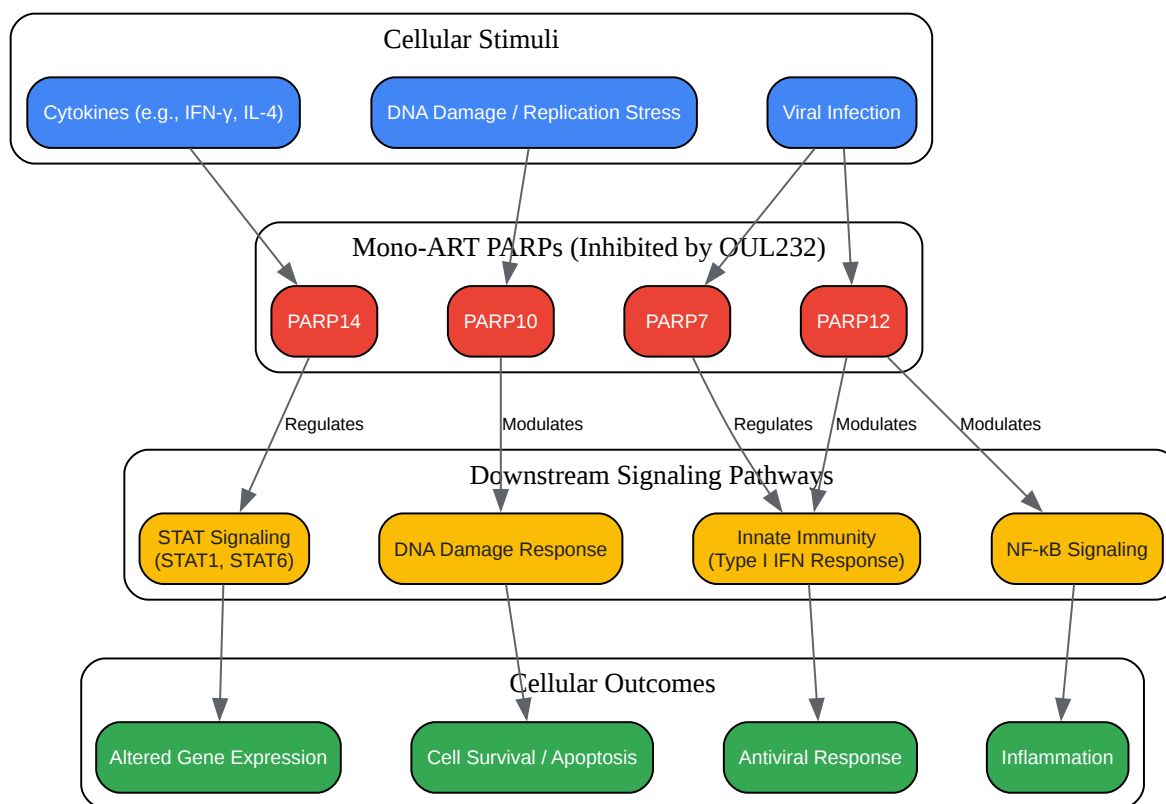 Cellular Stimuli
Cytokines (e.g., IFN-γ, IL-4)
DNA Damage / Replication Stress
Viral Infection
Mono-ART PARPs (Inhibited by OUL232)
PARP14
PARP10
PARP7
PARP12
Regulates
Modulates
Regulates
Modulates
Modulates
Downstream Signaling Pathways
STAT Signaling
(STAT1, STAT6)
DNA Damage Response
Innate Immunity
(Type I IFN Response)
NF-κB Signaling
Cellular Outcomes
Altered Gene Expression
Cell Survival / Apoptosis
Antiviral Response
Inflammation